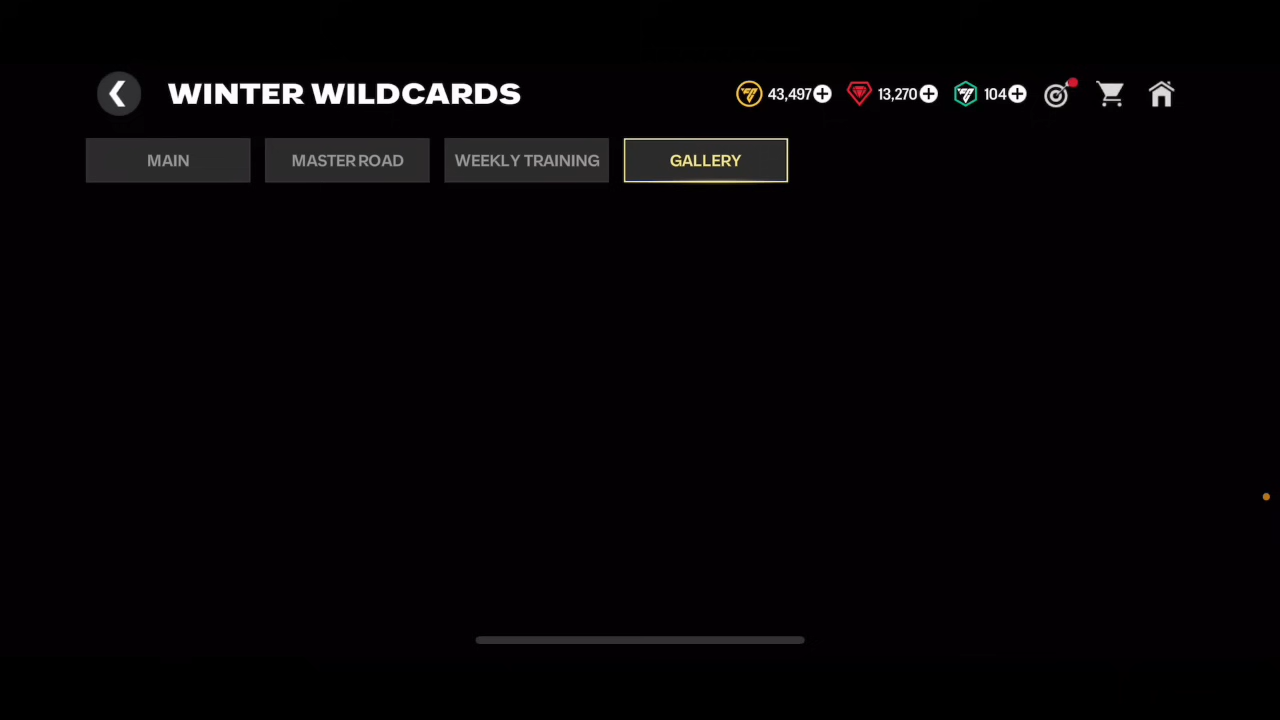 WINTER WILDCARDS
43,497
13,270
104
MAIN
MASTER ROAD
WEEKLY TRAINING
GALLERY